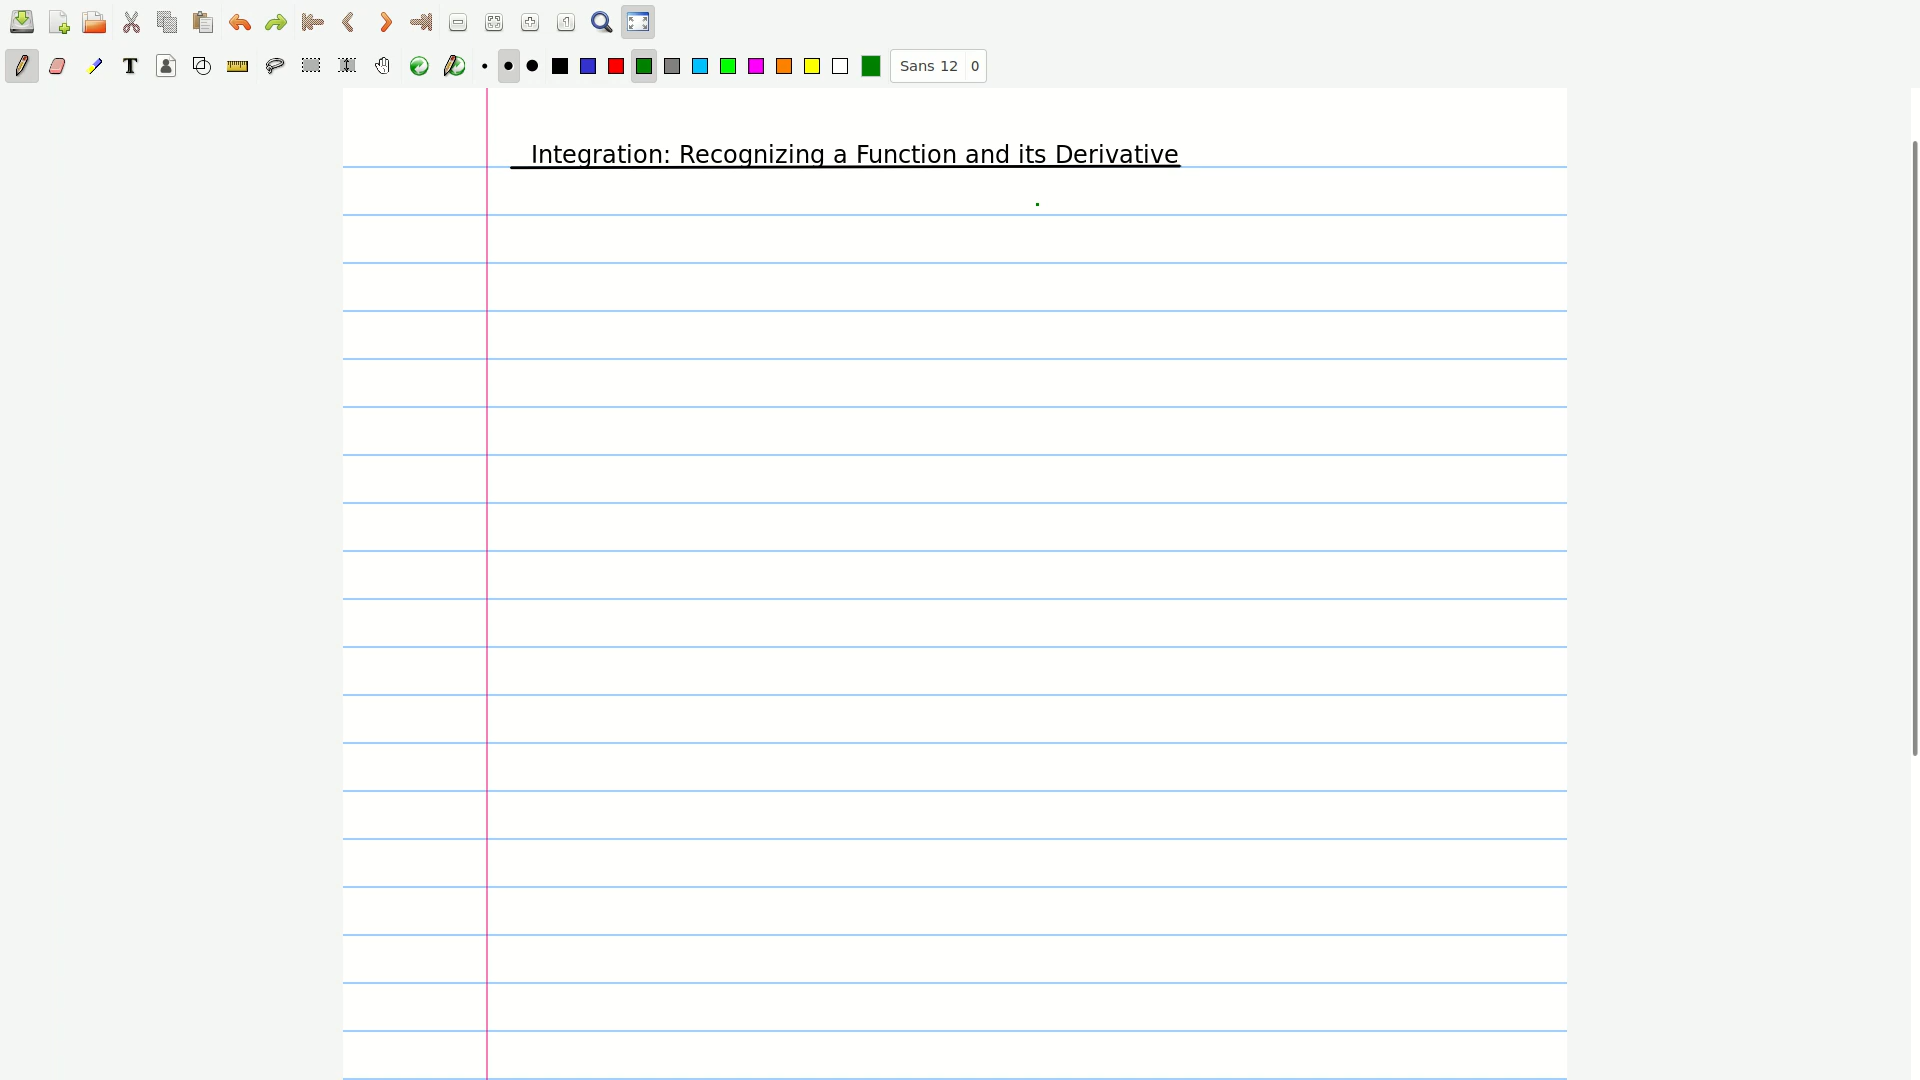 Sans 12 0
Integration: Recognizing a Function and its Derivative